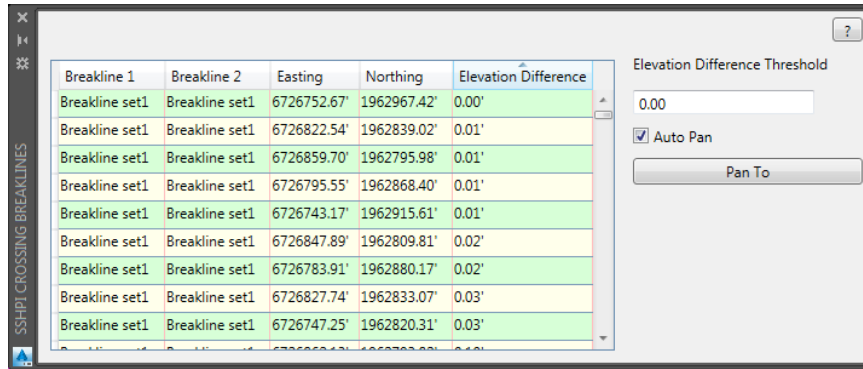 ?
Elevation Difference Threshold
0.00
Auto Pan
Pan To
Breakline 1 Breakline 2 Easting Northing Elevation Difference
Breakline set1 Breakline set1 6726752.67' 1962967.42' 0.00'
Breakline set1 Breakline set1 6726822.54' 1962839.02' 0.01'
Breakline set1 Breakline set1 6726859.70' 1962795.98' 0.01'
Breakline set1 Breakline set1 6726795.55' 1962868.40' 0.01'
Breakline set1 Breakline set1 6726743.17' 1962915.61' 0.01'
Breakline set1 Breakline set1 6726847.89' 1962809.81' 0.02'
Breakline set1 Breakline set1 6726783.91' 1962880.17' 0.02'
Breakline set1 Breakline set1 6726827.74' 1962833.07' 0.03'
Breakline set1 Breakline set1 6726747.25' 1962820.31' 0.03'
SSHPI CROSSING BREAKLINES